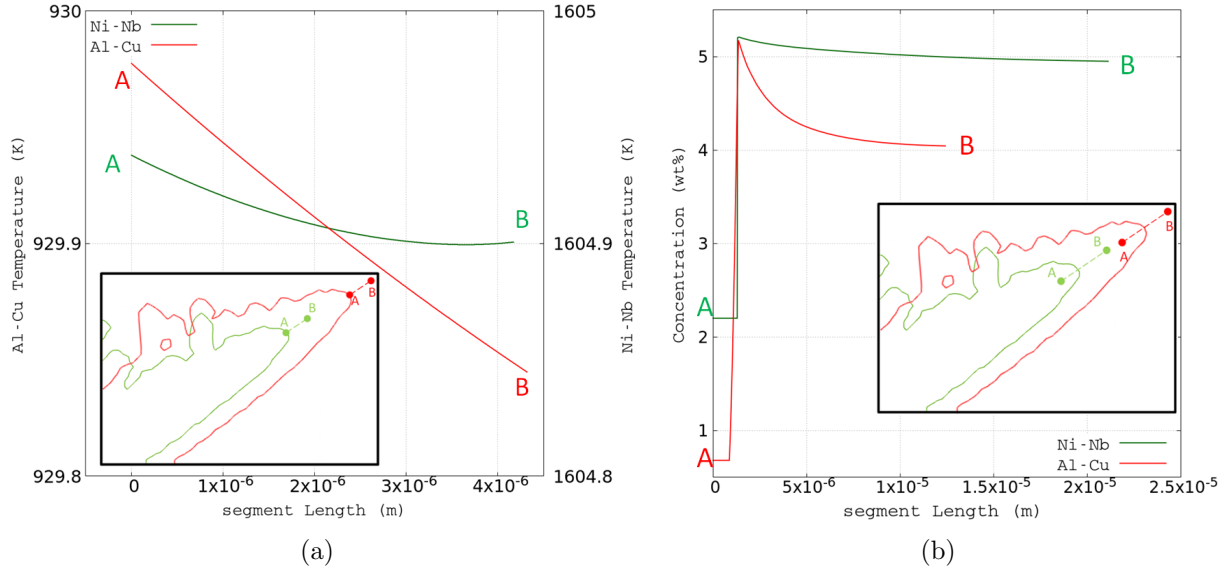 930
1605
Ni-Nb
Al-Cu
A
A
Al-Cu Temperature (K)
929.9
B
1604.9
Ni-Nb Temperature (K)
A
B
A
B
B
929.8
1604.8
0
1x10-6
2x10-6
3x10-6
4x10-6
segment Length (m)
(a)
5
B
4
B
Concentration (wt%)
3
B
A
B
A
A
2
1
A
Ni-Nb
Al-Cu
0
5x10-6
1x10-5
1.5x10-5
2x10-5
2.5x10-5
segment Length (m)
(b)